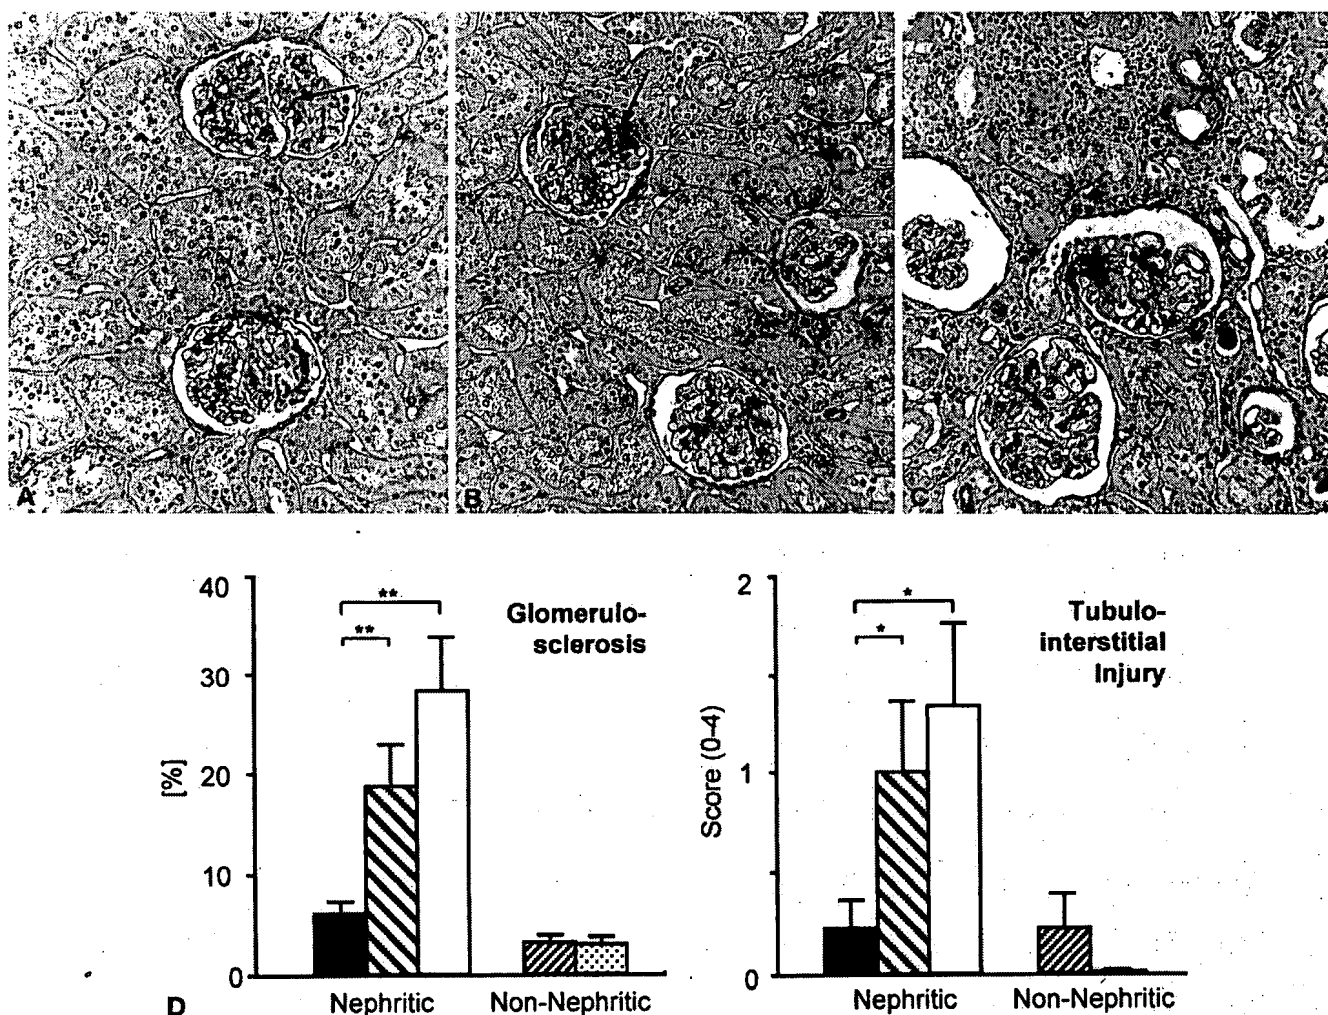 A
B
C
40
30
20
10
0
[%]
**
**
Glomerulo-
sclerosis
Nephritic
Non-Nephritic
2
1
0
Score (0-4)
*
*
Tubulo-
interstitial
Injury
Nephritic
Non-Nephritic
D